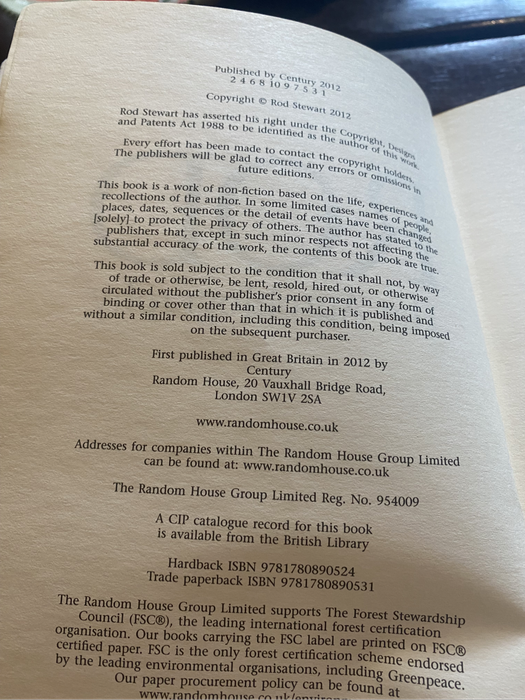 Published by Century 2012
2 4 6 8 10 9 7 5 3 1
Copyright © Rod Stewart 2012
Rod Stewart has asserted his right under the Copyright, Designs
and Patents Act 1988 to be identified as the author of this work
Every effort has been made to contact the copyright holders.
The publishers will be glad to correct any errors or omissions in
future editions.
This book is a work of non-fiction based on the life, experiences and
recollections of the author. In some limited cases names of people,
places, dates, sequences or the detail of events have been changed
[solely] to protect the privacy of others. The author has stated to the
publishers that, except in such minor respects not affecting the
substantial accuracy of the work, the contents of this book are true.
This book is sold subject to the condition that it shall not, by way
of trade or otherwise, be lent, resold, hired out, or otherwise
circulated without the publisher's prior consent in any form of
binding or cover other than that in which it is published and
without a similar condition, including this condition, being imposed
on the subsequent purchaser.
First published in Great Britain in 2012 by
Century
Random House, 20 Vauxhall Bridge Road,
London SW1V 2SA
www.randomhouse.co.uk
Addresses for companies within The Random House Group Limited
can be found at: www.randomhouse.co.uk
The Random House Group Limited Reg. No. 954009
A CIP catalogue record for this book
is available from the British Library
Hardback ISBN 9781780890524
Trade paperback ISBN 9781780890531
The Random House Group Limited supports The Forest Stewardship
Council (FSC®), the leading international forest certification
organisation. Our books carrying the FSC label are printed on FSC®
certified paper. FSC is the only forest certification scheme endorsed
by the leading environmental organisations, including Greenpeace.
Our paper procurement policy can be found at
www.randomhouse.co.uk/environ